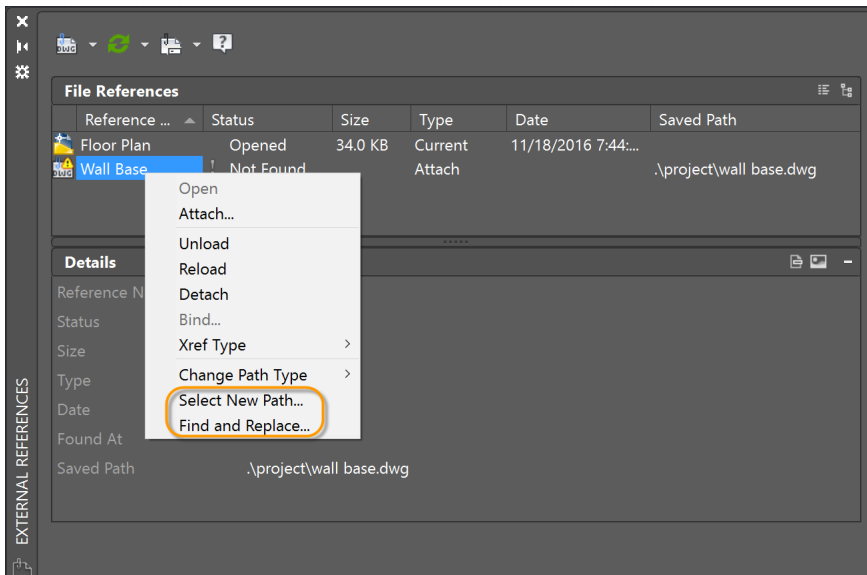 DWG
File References
Reference ... Status Size Type Date Saved Path
Floor Plan Opened 34.0 KB Current 11/18/2016 7:44:...
DWG Wall Base ! Not Found Attach .\project\wall base.dwg
Open
Attach...
Unload
Reload
Detach
Bind...
Xref Type
Change Path Type
Select New Path...
Find and Replace...
Details
Reference N
Status
Size
Type
Date
Found At
Saved Path .\project\wall base.dwg
EXTERNAL REFERENCES